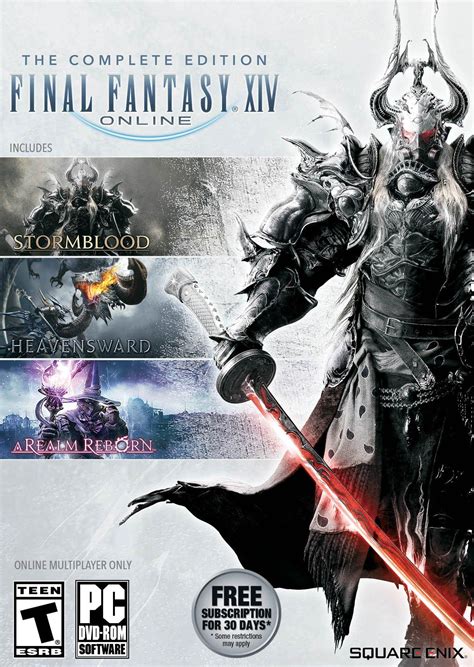 THE COMPLETE EDITION
FINAL FANTASY® XIV
ONLINE
INCLUDES
STORMBLOOD
HEAVENSWARD
A REALM REBORN
ONLINE MULTIPLAYER ONLY
TEEN
T
ESRB
PC
DVD-ROM
SOFTWARE
FREE
SUBSCRIPTION
FOR 30 DAYS*
* Some restrictions
may apply
SQUARE ENIX